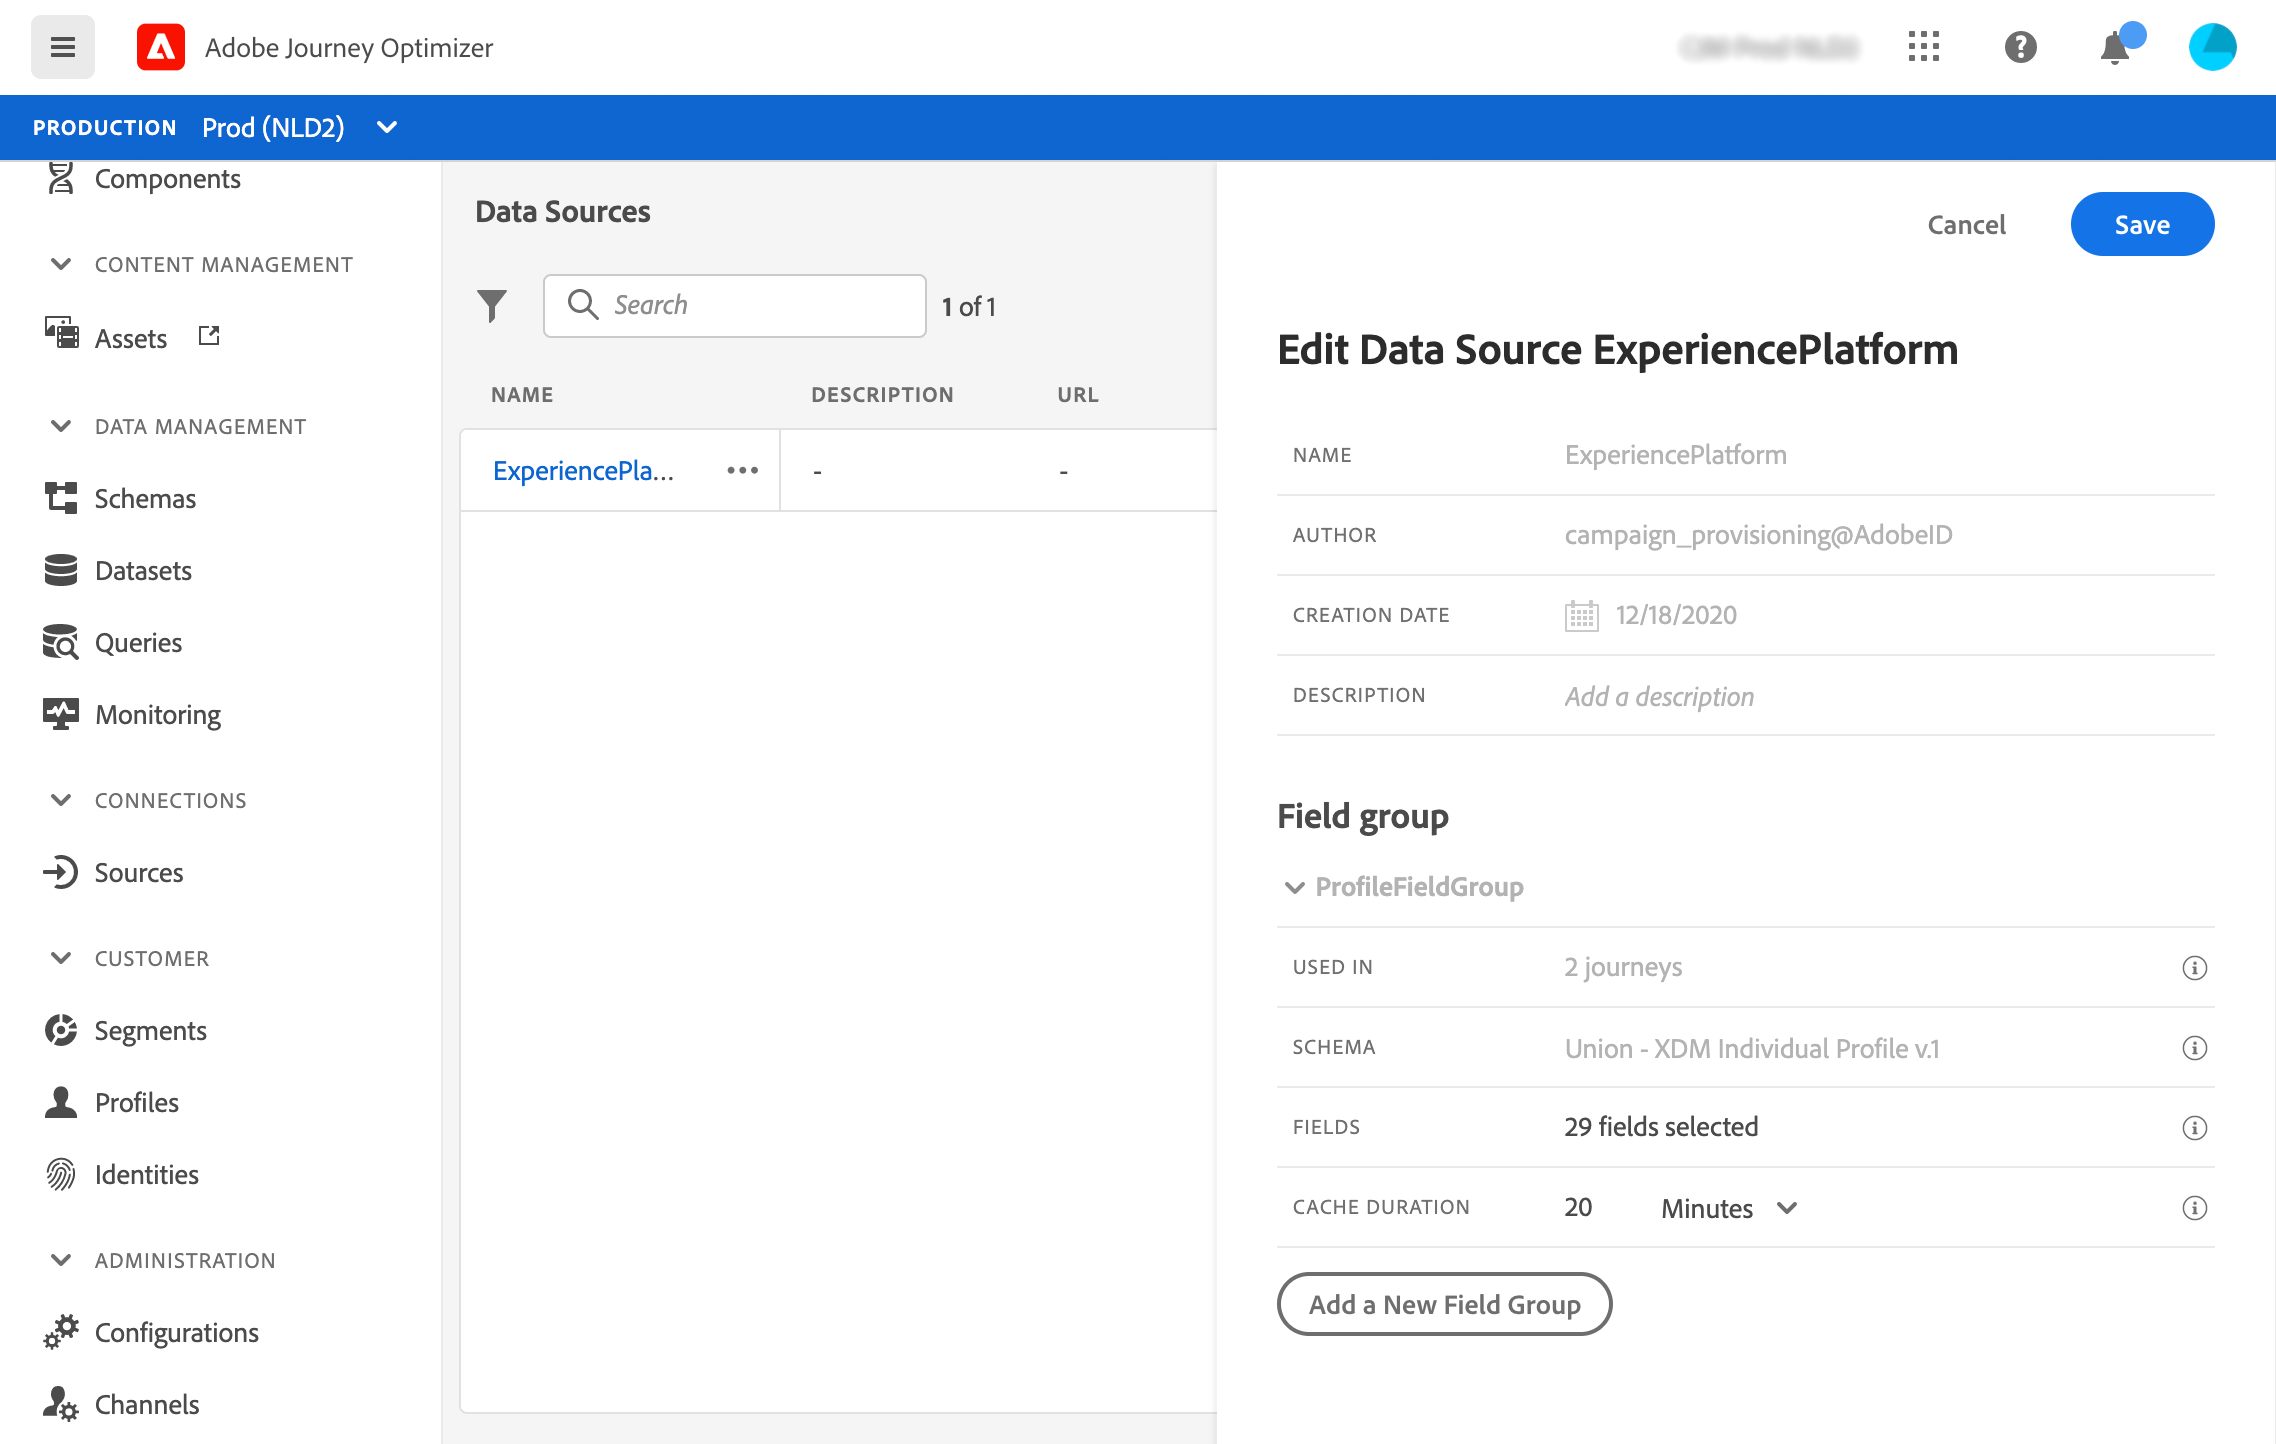 Adobe Journey Optimizer
PRODUCTION Prod (NLD2)
Components
CONTENT MANAGEMENT
Assets
DATA MANAGEMENT
Schemas
Datasets
Queries
Monitoring
CONNECTIONS
Sources
CUSTOMER
Segments
Profiles
Identities
ADMINISTRATION
Configurations
Channels
Data Sources
Search
1 of 1
NAME DESCRIPTION URL
ExperiencePla... - -
Cancel
Save
Edit Data Source ExperiencePlatform
NAME ExperiencePlatform
AUTHOR campaign_provisioning@AdobeID
CREATION DATE 12/18/2020
DESCRIPTION Add a description
Field group
ProfileFieldGroup
USED IN 2 journeys
SCHEMA Union - XDM Individual Profile v.1
FIELDS 29 fields selected
CACHE DURATION 20 Minutes
Add a New Field Group